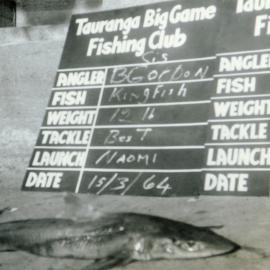 Tauranga Big Game
Fishing Club
Sis
ANGLER B GORDON
FISH Kingfish
WEIGHT 12 lb
TACKLE Best
LAUNCH NAOMI
DATE 15/3/64
Taura
Fis
ANGLER
FISH
WEIGHT
TACKLE
LAUNCH
DATE